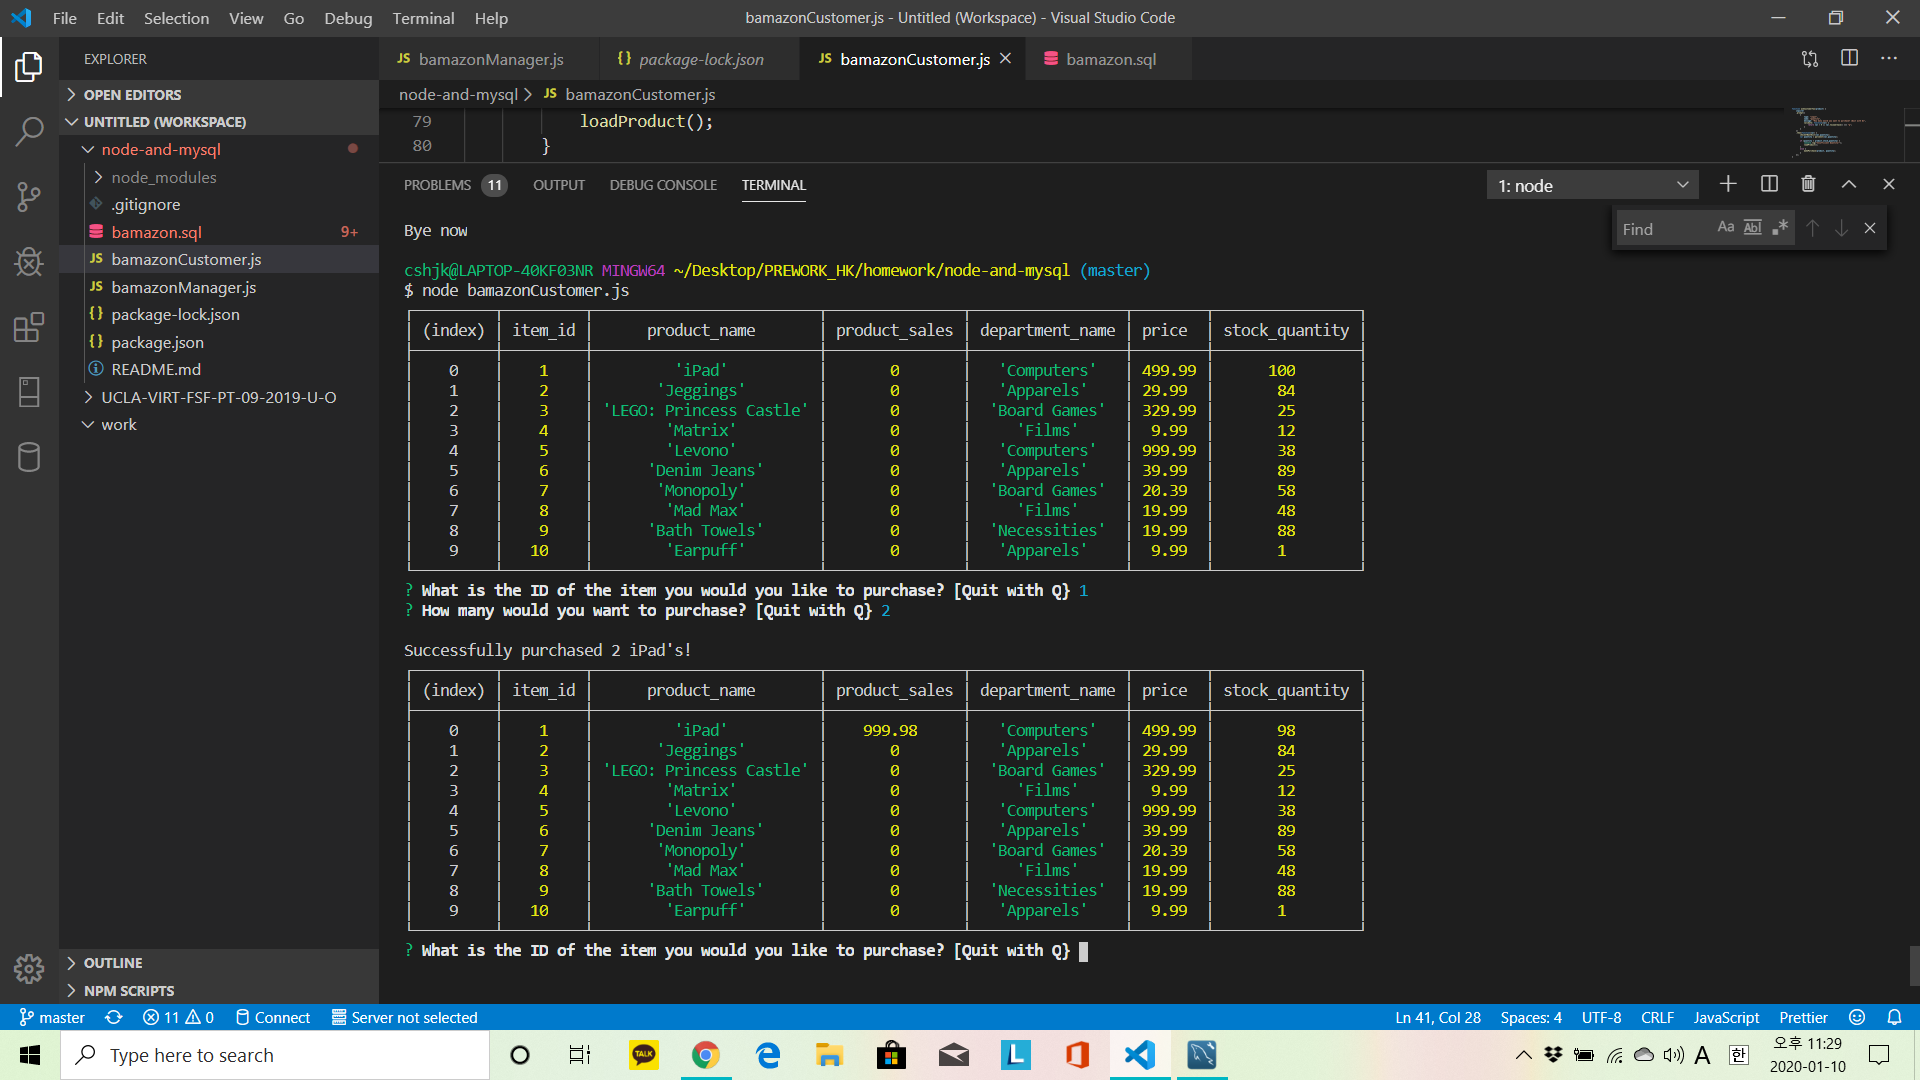 File Edit Selection View Go Debug Terminal Help
bamazonCustomer.js - Untitled (Workspace) - Visual Studio Code
EXPLORER
OPEN EDITORS
UNTITLED (WORKSPACE)
node-and-mysql
node_modules
.gitignore
bamazon.sql 9+
JS bamazonCustomer.js
JS bamazonManager.js
{} package-lock.json
{} package.json
README.md
UCLA-VIRT-FSF-PT-09-2019-U-O
work
OUTLINE
NPM SCRIPTS
JS bamazonManager.js {} package-lock.json JS bamazonCustomer.js bamazon.sql
node-and-mysql > JS bamazonCustomer.js
79 loadProduct();
80 }
PROBLEMS 11 OUTPUT DEBUG CONSOLE TERMINAL 1: node
Find Aa Abl
Bye now
cshjk@LAPTOP-40KF03NR MINGW64 ~/Desktop/PREWORK_HK/homework/node-and-mysql (master)
$ node bamazonCustomer.js
(index) item_id product_name product_sales department_name price stock_quantity
0 1 'iPad' 0 'Computers' 499.99 100
1 2 'Jeggings' 0 'Apparels' 29.99 84
2 3 'LEGO: Princess Castle' 0 'Board Games' 329.99 25
3 4 'Matrix' 0 'Films' 9.99 12
4 5 'Levono' 0 'Computers' 999.99 38
5 6 'Denim Jeans' 0 'Apparels' 39.99 89
6 7 'Monopoly' 0 'Board Games' 20.39 58
7 8 'Mad Max' 0 'Films' 19.99 48
8 9 'Bath Towels' 0 'Necessities' 19.99 88
9 10 'Earpuff' 0 'Apparels' 9.99 1
? What is the ID of the item you would you like to purchase? [Quit with Q} 1
? How many would you want to purchase? [Quit with Q} 2
Successfully purchased 2 iPad's!
(index) item_id product_name product_sales department_name price stock_quantity
0 1 'iPad' 999.98 'Computers' 499.99 98
1 2 'Jeggings' 0 'Apparels' 29.99 84
2 3 'LEGO: Princess Castle' 0 'Board Games' 329.99 25
3 4 'Matrix' 0 'Films' 9.99 12
4 5 'Levono' 0 'Computers' 999.99 38
5 6 'Denim Jeans' 0 'Apparels' 39.99 89
6 7 'Monopoly' 0 'Board Games' 20.39 58
7 8 'Mad Max' 0 'Films' 19.99 48
8 9 'Bath Towels' 0 'Necessities' 19.99 88
9 10 'Earpuff' 0 'Apparels' 9.99 1
? What is the ID of the item you would you like to purchase? [Quit with Q}
master 11 0 Connect Server not selected Ln 41, Col 28 Spaces: 4 UTF-8 CRLF JavaScript Prettier
Type here to search TALK L A 한 오후 11:29
2020-01-10